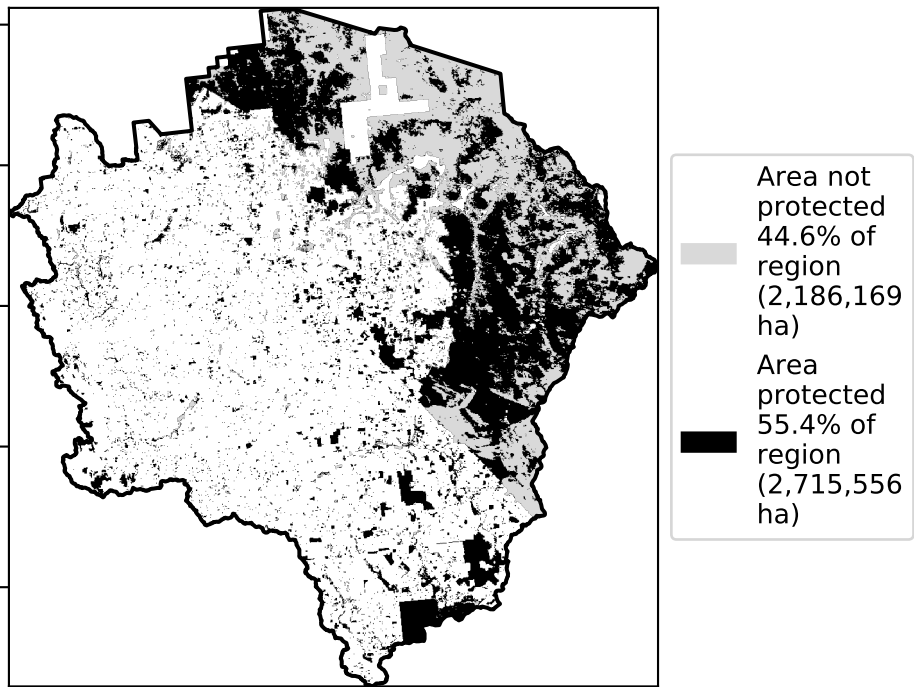 Area not
protected
44.6% of
region
(2,186,169
ha)
Area
protected
55.4% of
region
(2,715,556
ha)